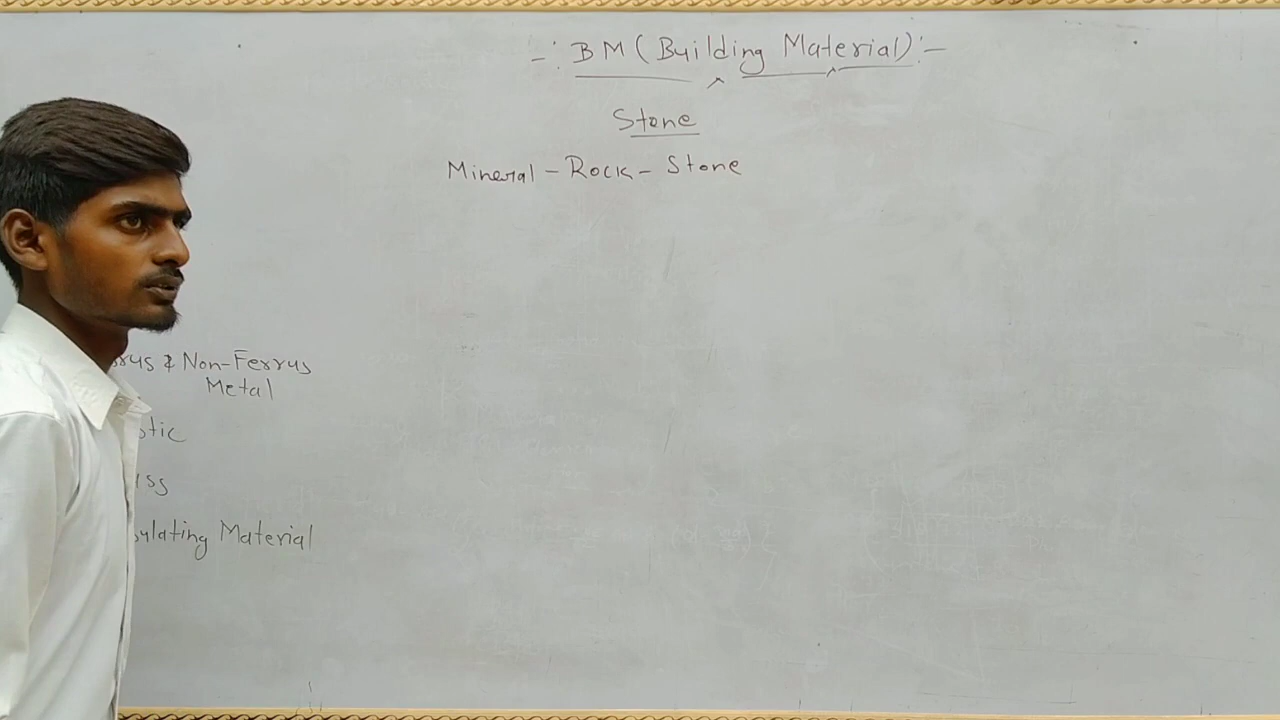 -: BM (Building Material) :-
Stone
Mineral - Rock - Stone
& Non-Ferrus
Metal
Material